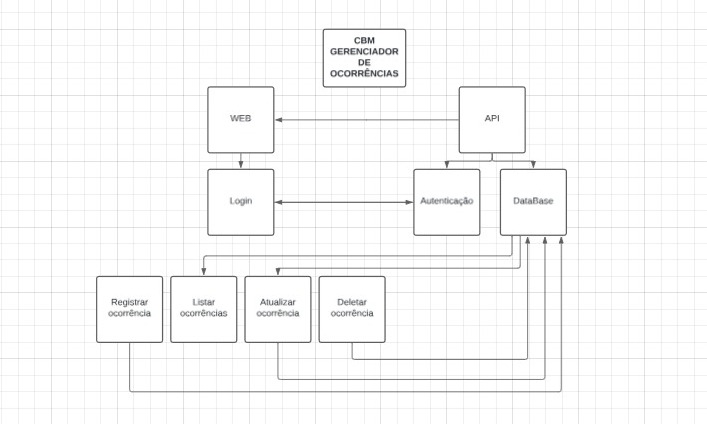 CBM
GERENCIADOR
DE
OCORRÊNCIAS
WEB
API
Login
Autenticação
DataBase
Registrar
ocorrência
Listar
ocorrências
Atualizar
ocorrência
Deletar
ocorrência